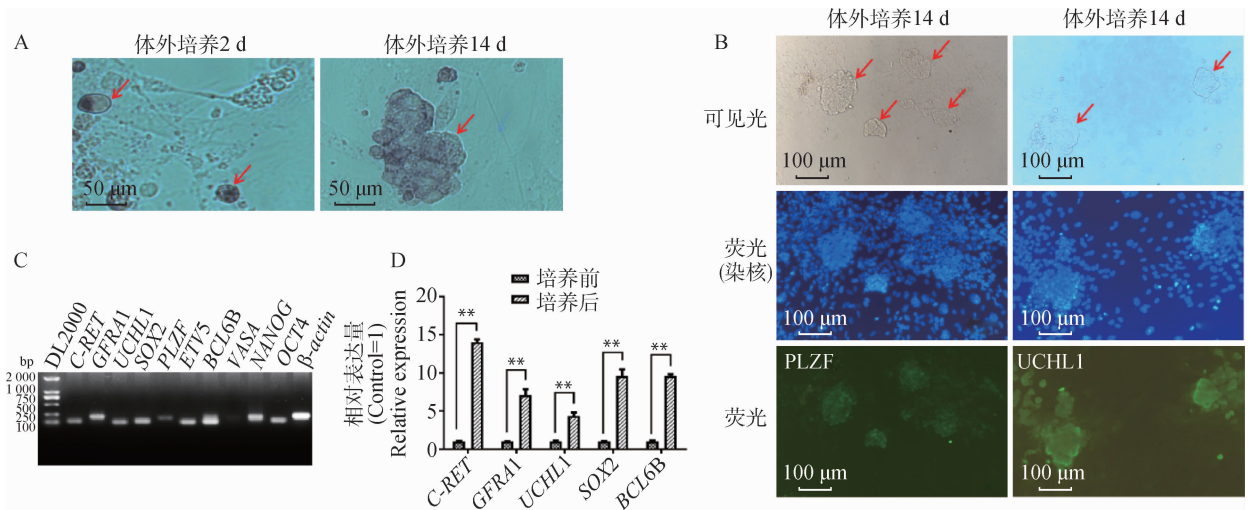 A
体外培养2 d
体外培养14 d
50 μm
50 μm
B
体外培养14 d
体外培养14 d
可见光
100 μm
100 μm
荧光
(染核)
100 μm
100 μm
荧光
PLZF
UCHL1
100 μm
100 μm
C
bp
DL2000
C-RET
GFRA1
UCHL1
SOX2
PLZF
ETV5
BCL6B
VASA
NANOG
OCT4
β-actin
2 000
1 000
750
500
250
100
D
培养前
培养后
相对表达量
(Control=1)
Relative expression
20
15
10
5
0
**
**
**
**
**
C-RET
GFRA1
UCHL1
SOX2
BCL6B